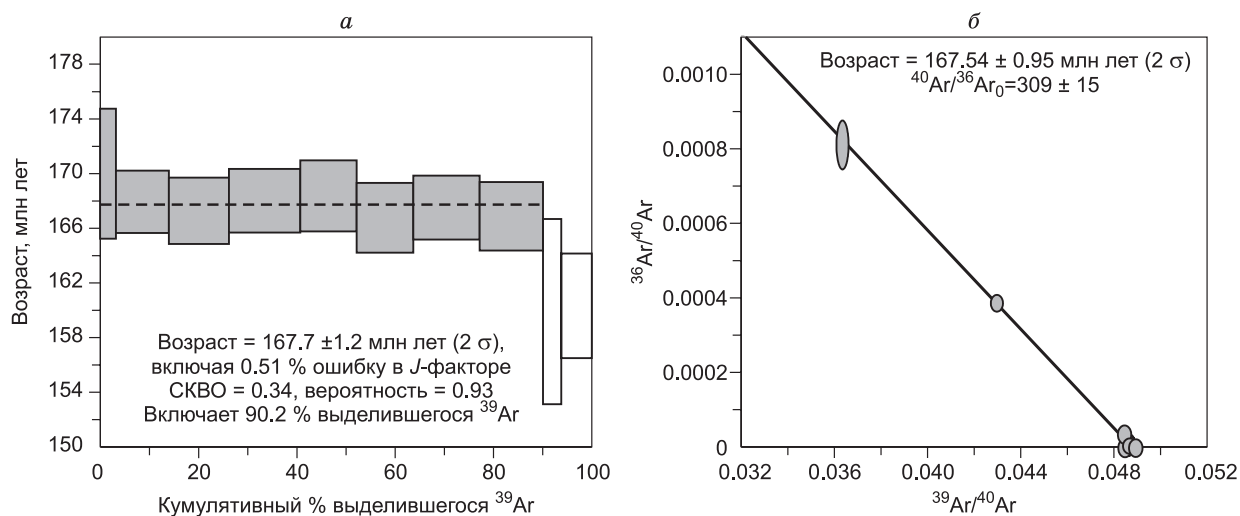 а
178
174
170
166
162
158
154
150
Возраст, млн лет
Возраст = 167.7 ±1.2 млн лет (2 σ),
включая 0.51 % ошибку в J-факторе
СКВО = 0.34, вероятность = 0.93
Включает 90.2 % выделившегося ³⁹Ar
0 20 40 60 80 100
Кумулятивный % выделившегося ³⁹Ar
б
Возраст = 167.54 ± 0.95 млн лет (2 σ)
⁴⁰Ar/³⁶Ar₀=309 ± 15
0.0010
0.0008
0.0006
0.0004
0.0002
0
³⁶Ar/⁴⁰Ar
0.032 0.036 0.040 0.044 0.048 0.052
³⁹Ar/⁴⁰Ar